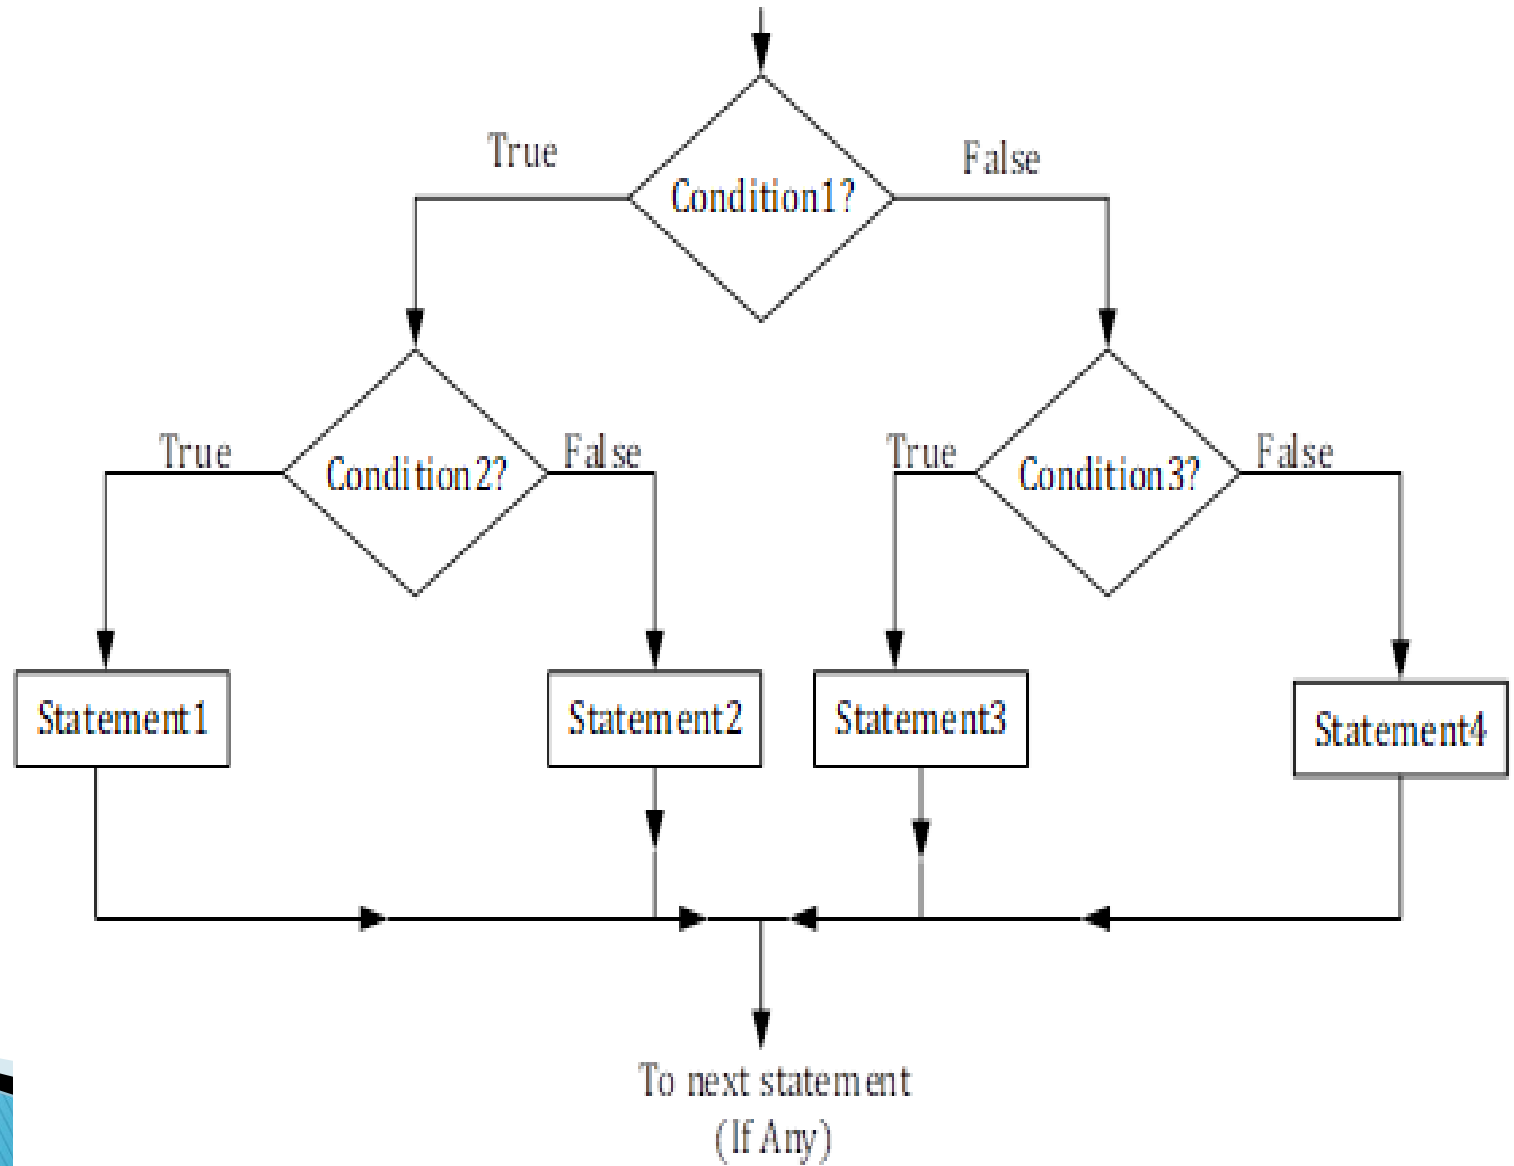 True
False
Condition1?
True
Condition2?
False
True
Condition3?
False
Statement1
Statement2
Statement3
Statement4
To next statement
(If Any)